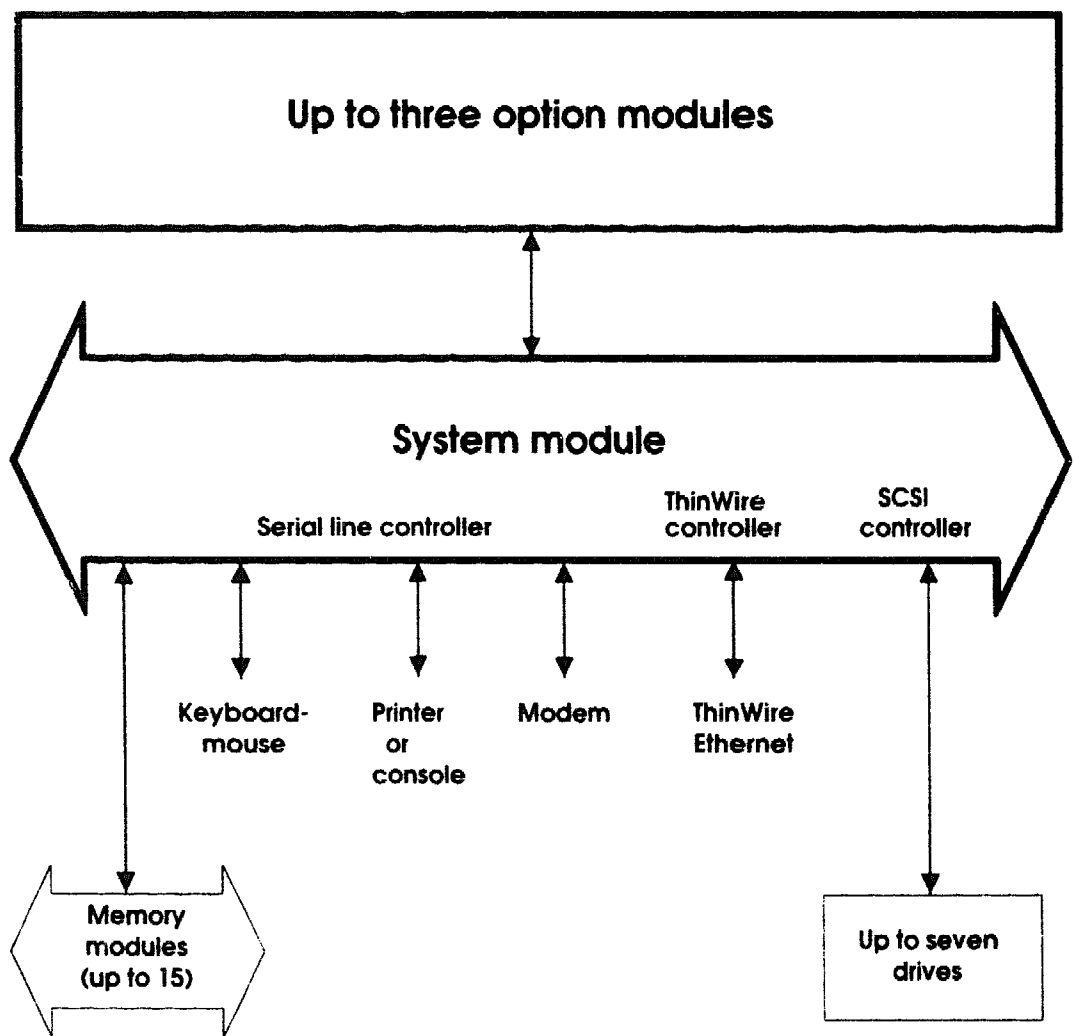 Up to three option modules
System module
Serial line controller
ThinWire
controller
SCSI
controller
Keyboard-
mouse
Printer
or
console
Modem
ThinWire
Ethernet
Memory
modules
(up to 15)
Up to seven
drives